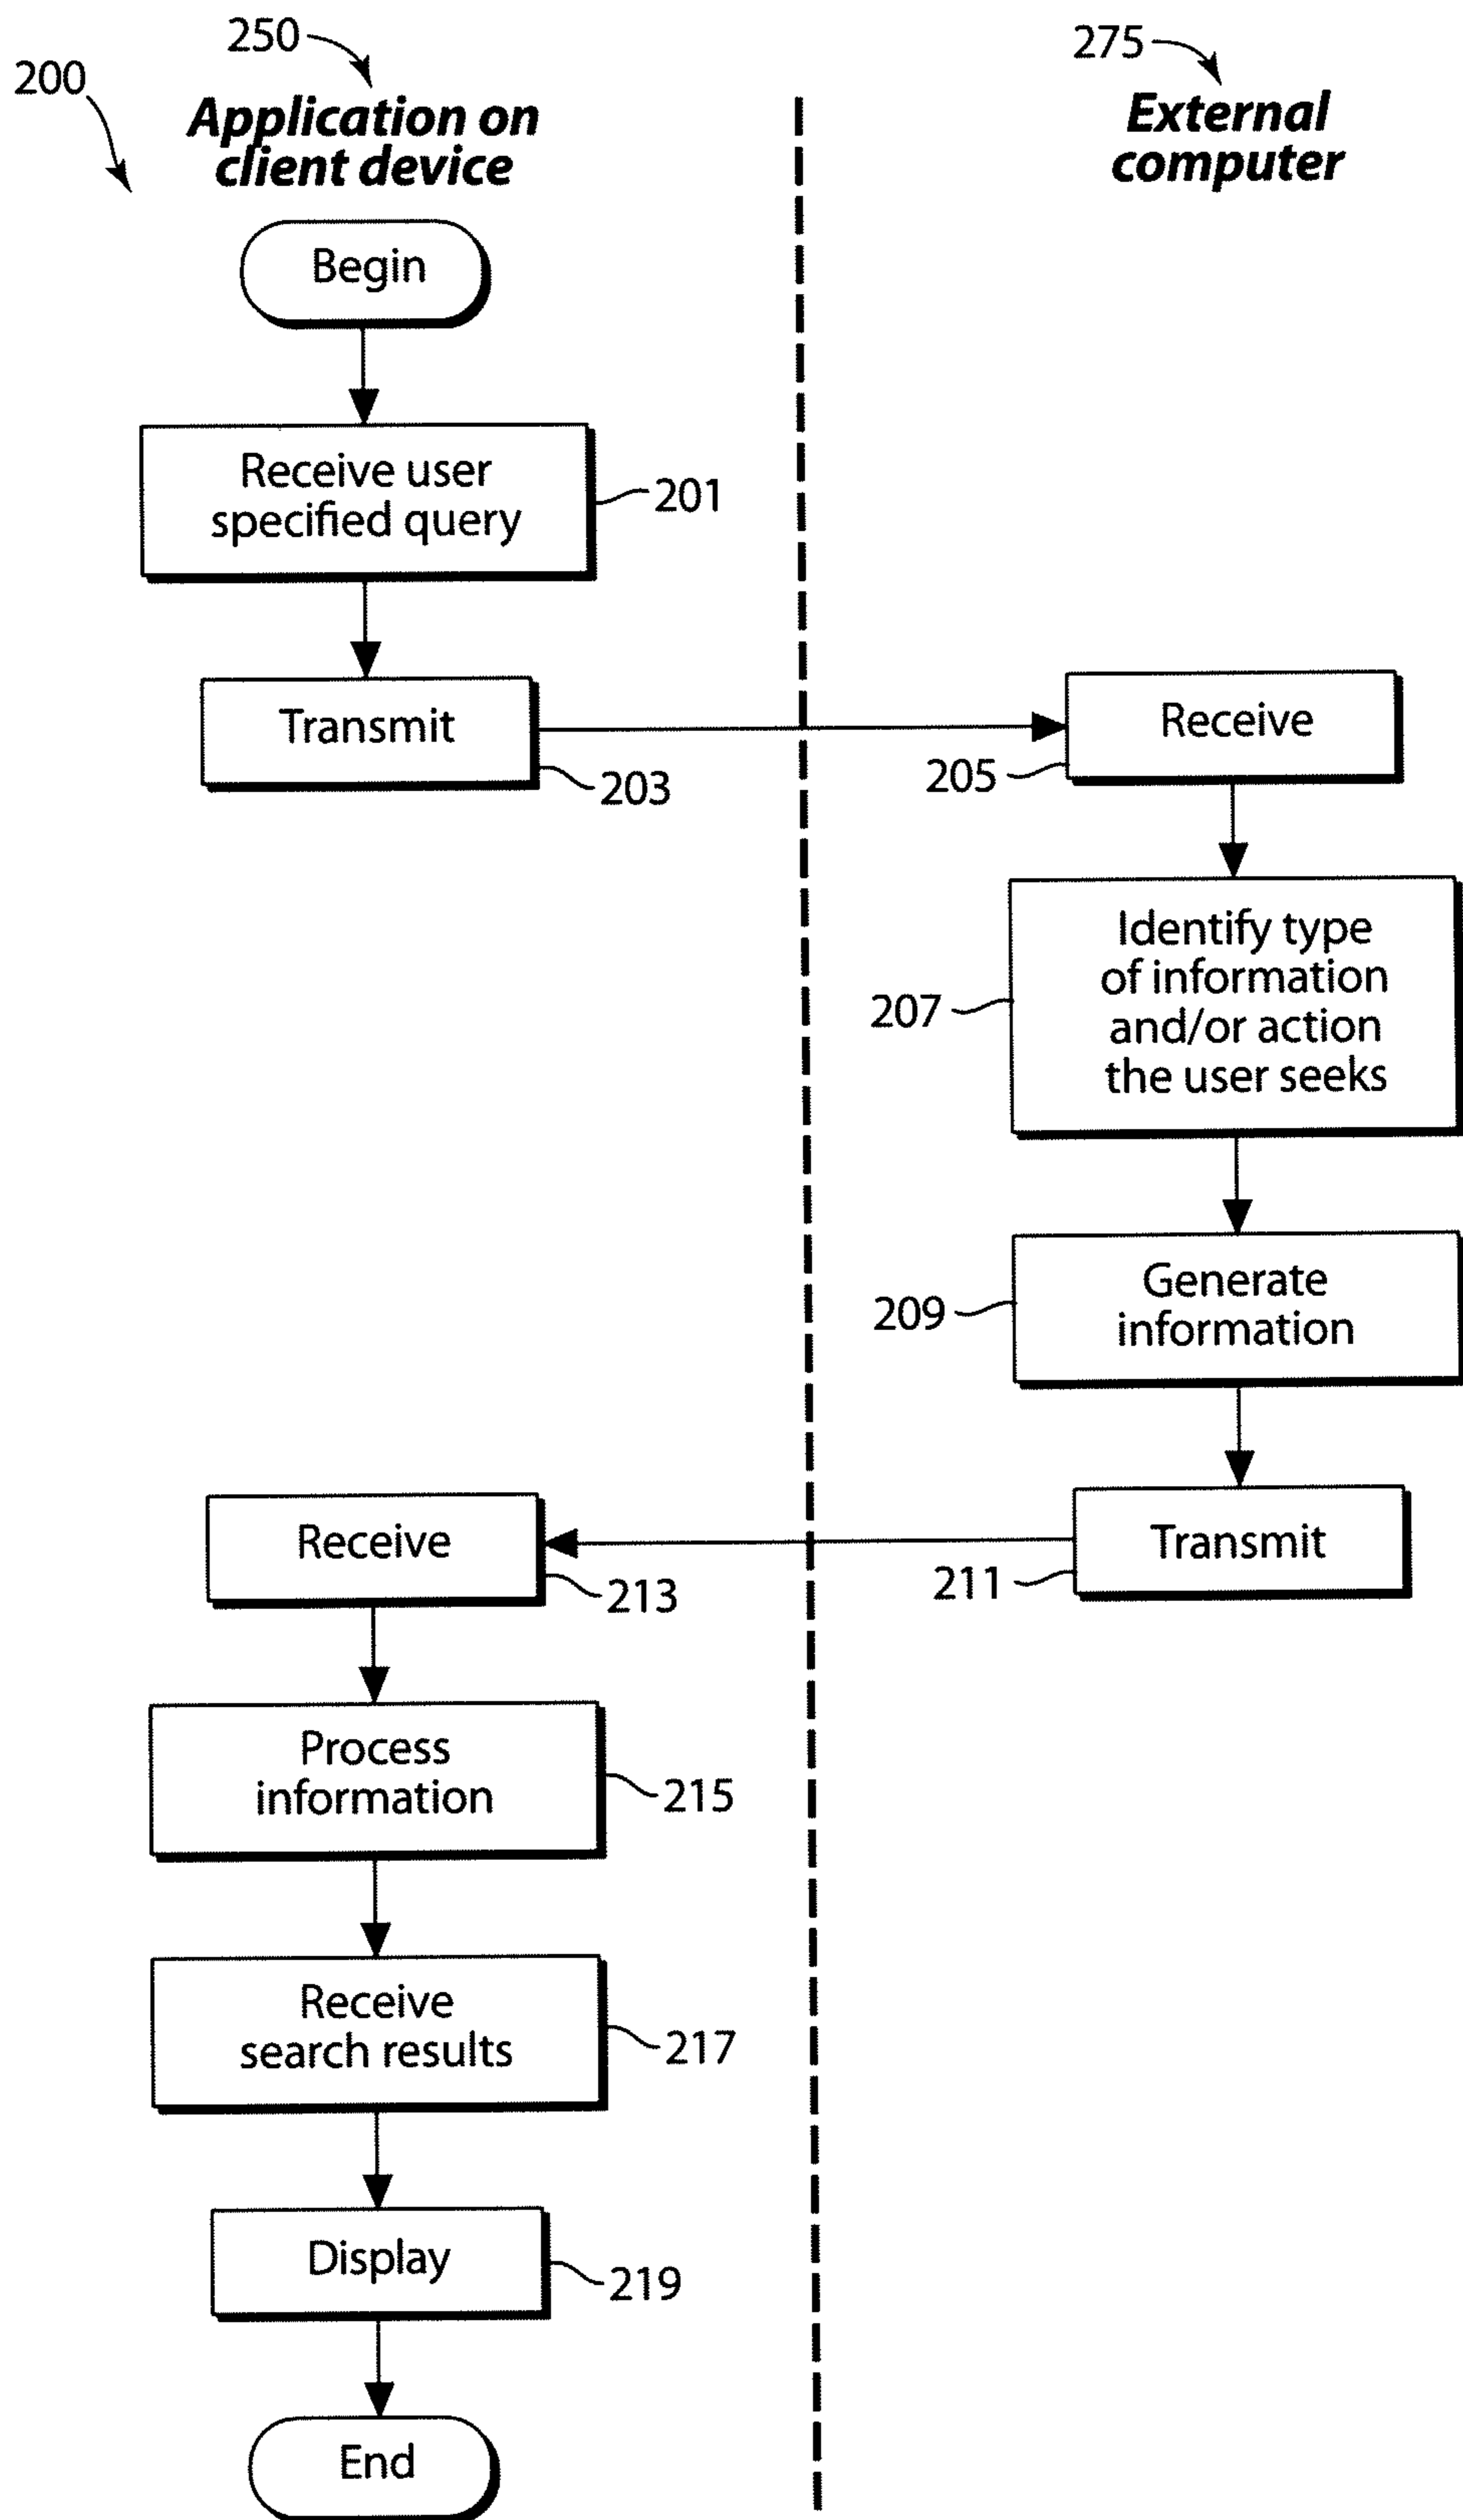 250
200
Application on
client device
275
External
computer
Begin
Receive user
specified query
201
Transmit
203
Receive
205
Identify type
of information
and/or action
the user seeks
207
Generate
information
209
Transmit
211
Receive
213
Process
information
215
Receive
search results
217
Display
219
End